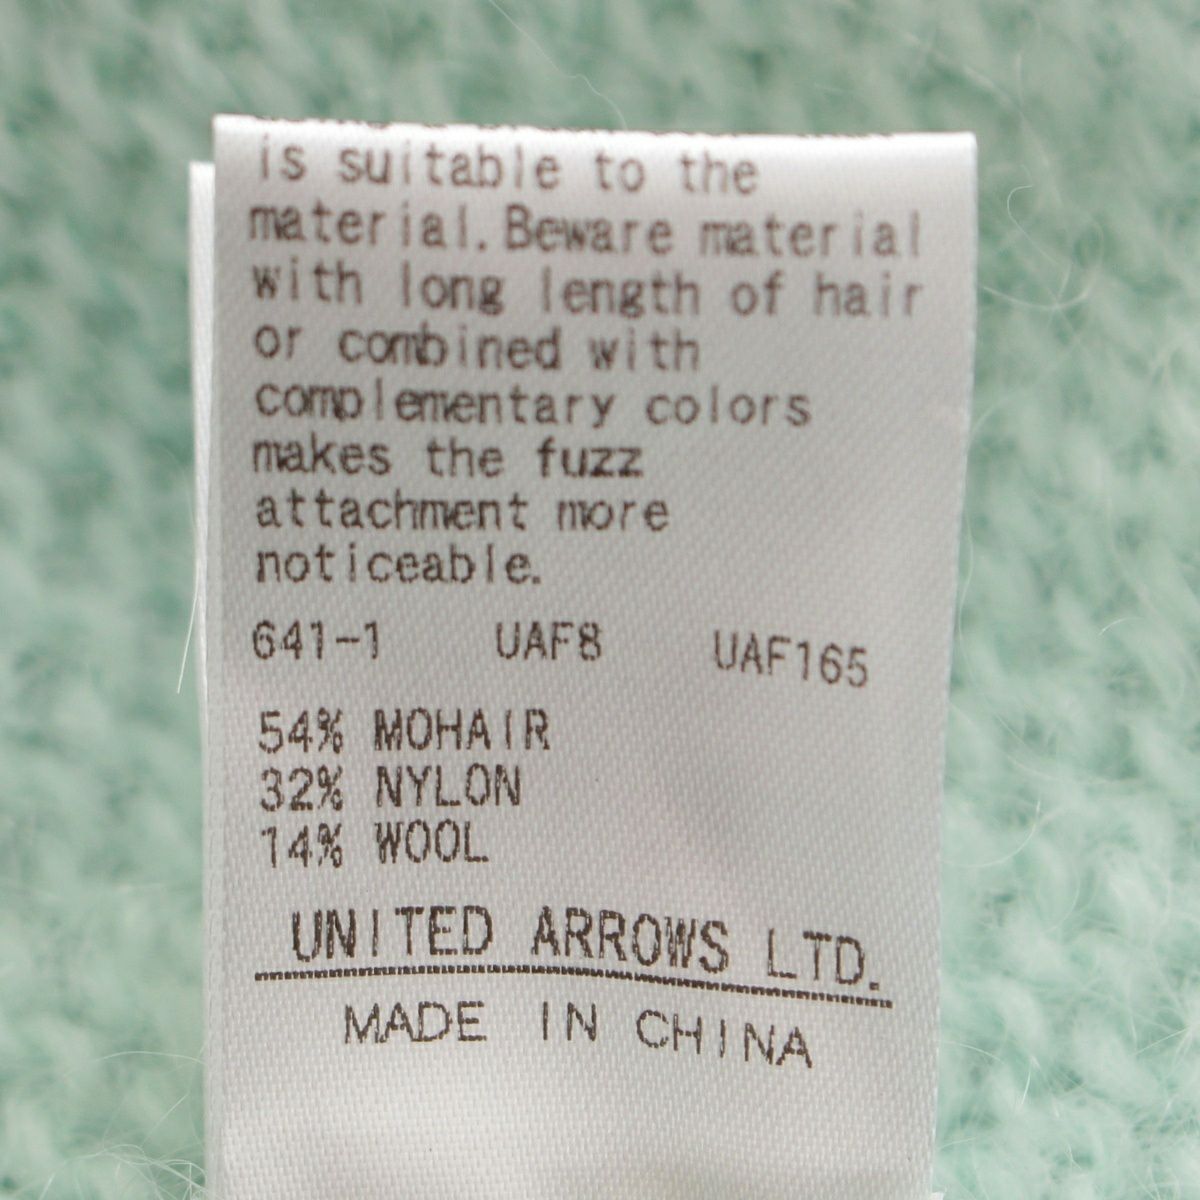 is suitable to the
material. Beware material
with long length of hair
or combined with
complementary colors
makes the fuzz
attachment more
noticeable.
641-1 UAF8 UAF165
54% MOHAIR
32% NYLON
14% WOOL
UNITED ARROWS LTD.
MADE IN CHINA